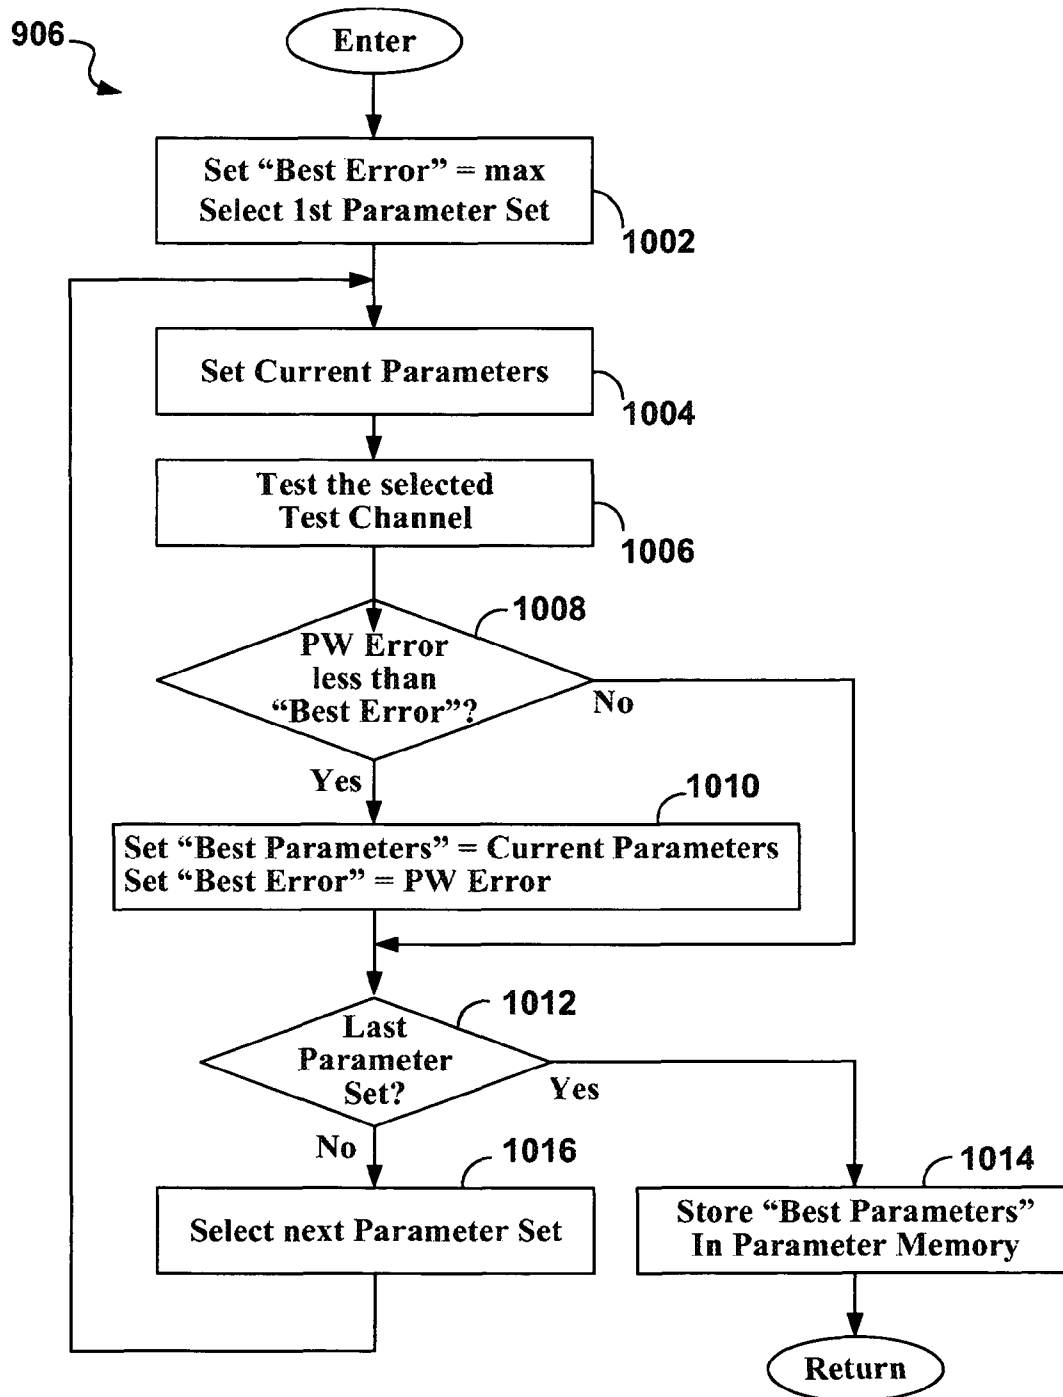 906
Enter
Set “Best Error” = max
Select 1st Parameter Set
1002
Set Current Parameters
1004
Test the selected
Test Channel
1006
1008
PW Error
less than
“Best Error”?
No
Yes
1010
Set “Best Parameters” = Current Parameters
Set “Best Error” = PW Error
1012
Last
Parameter
Set?
Yes
No
1016
Select next Parameter Set
1014
Store “Best Parameters”
In Parameter Memory
Return